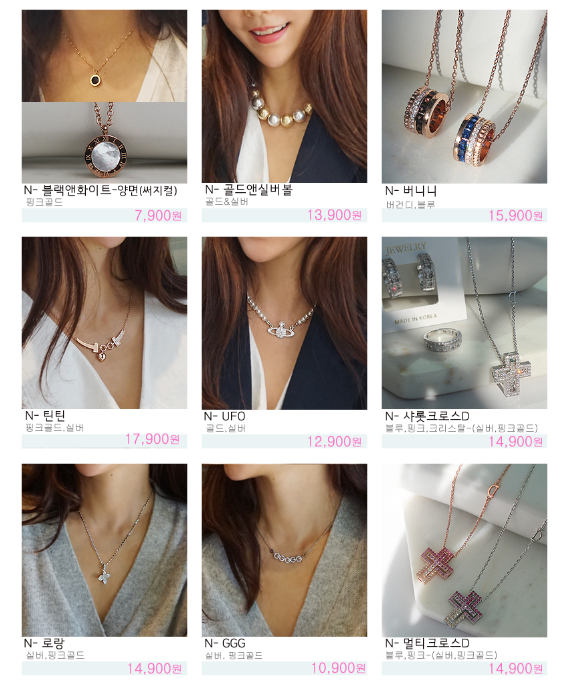 N- 블랙앤화이트-양면(써지컬)
핑크골드
7,900원
N- 골드앤실버볼
골드&실버
13,900원
N- 버니니
버건디,블루
15,900원
N- 틴틴
핑크골드,실버
17,900원
N- UFO
골드,실버
12,900원
JEWELRY
MADE IN KOREA
N- 샤롯크로스D
블루,핑크,크리스탈-(실버,핑크골드)
14,900원
N- 로랑
실버,핑크골드
14,900원
N- GGG
실버, 핑크골드
10,900원
N- 멀티크로스D
블루,핑크-(실버,핑크골드)
14,900원